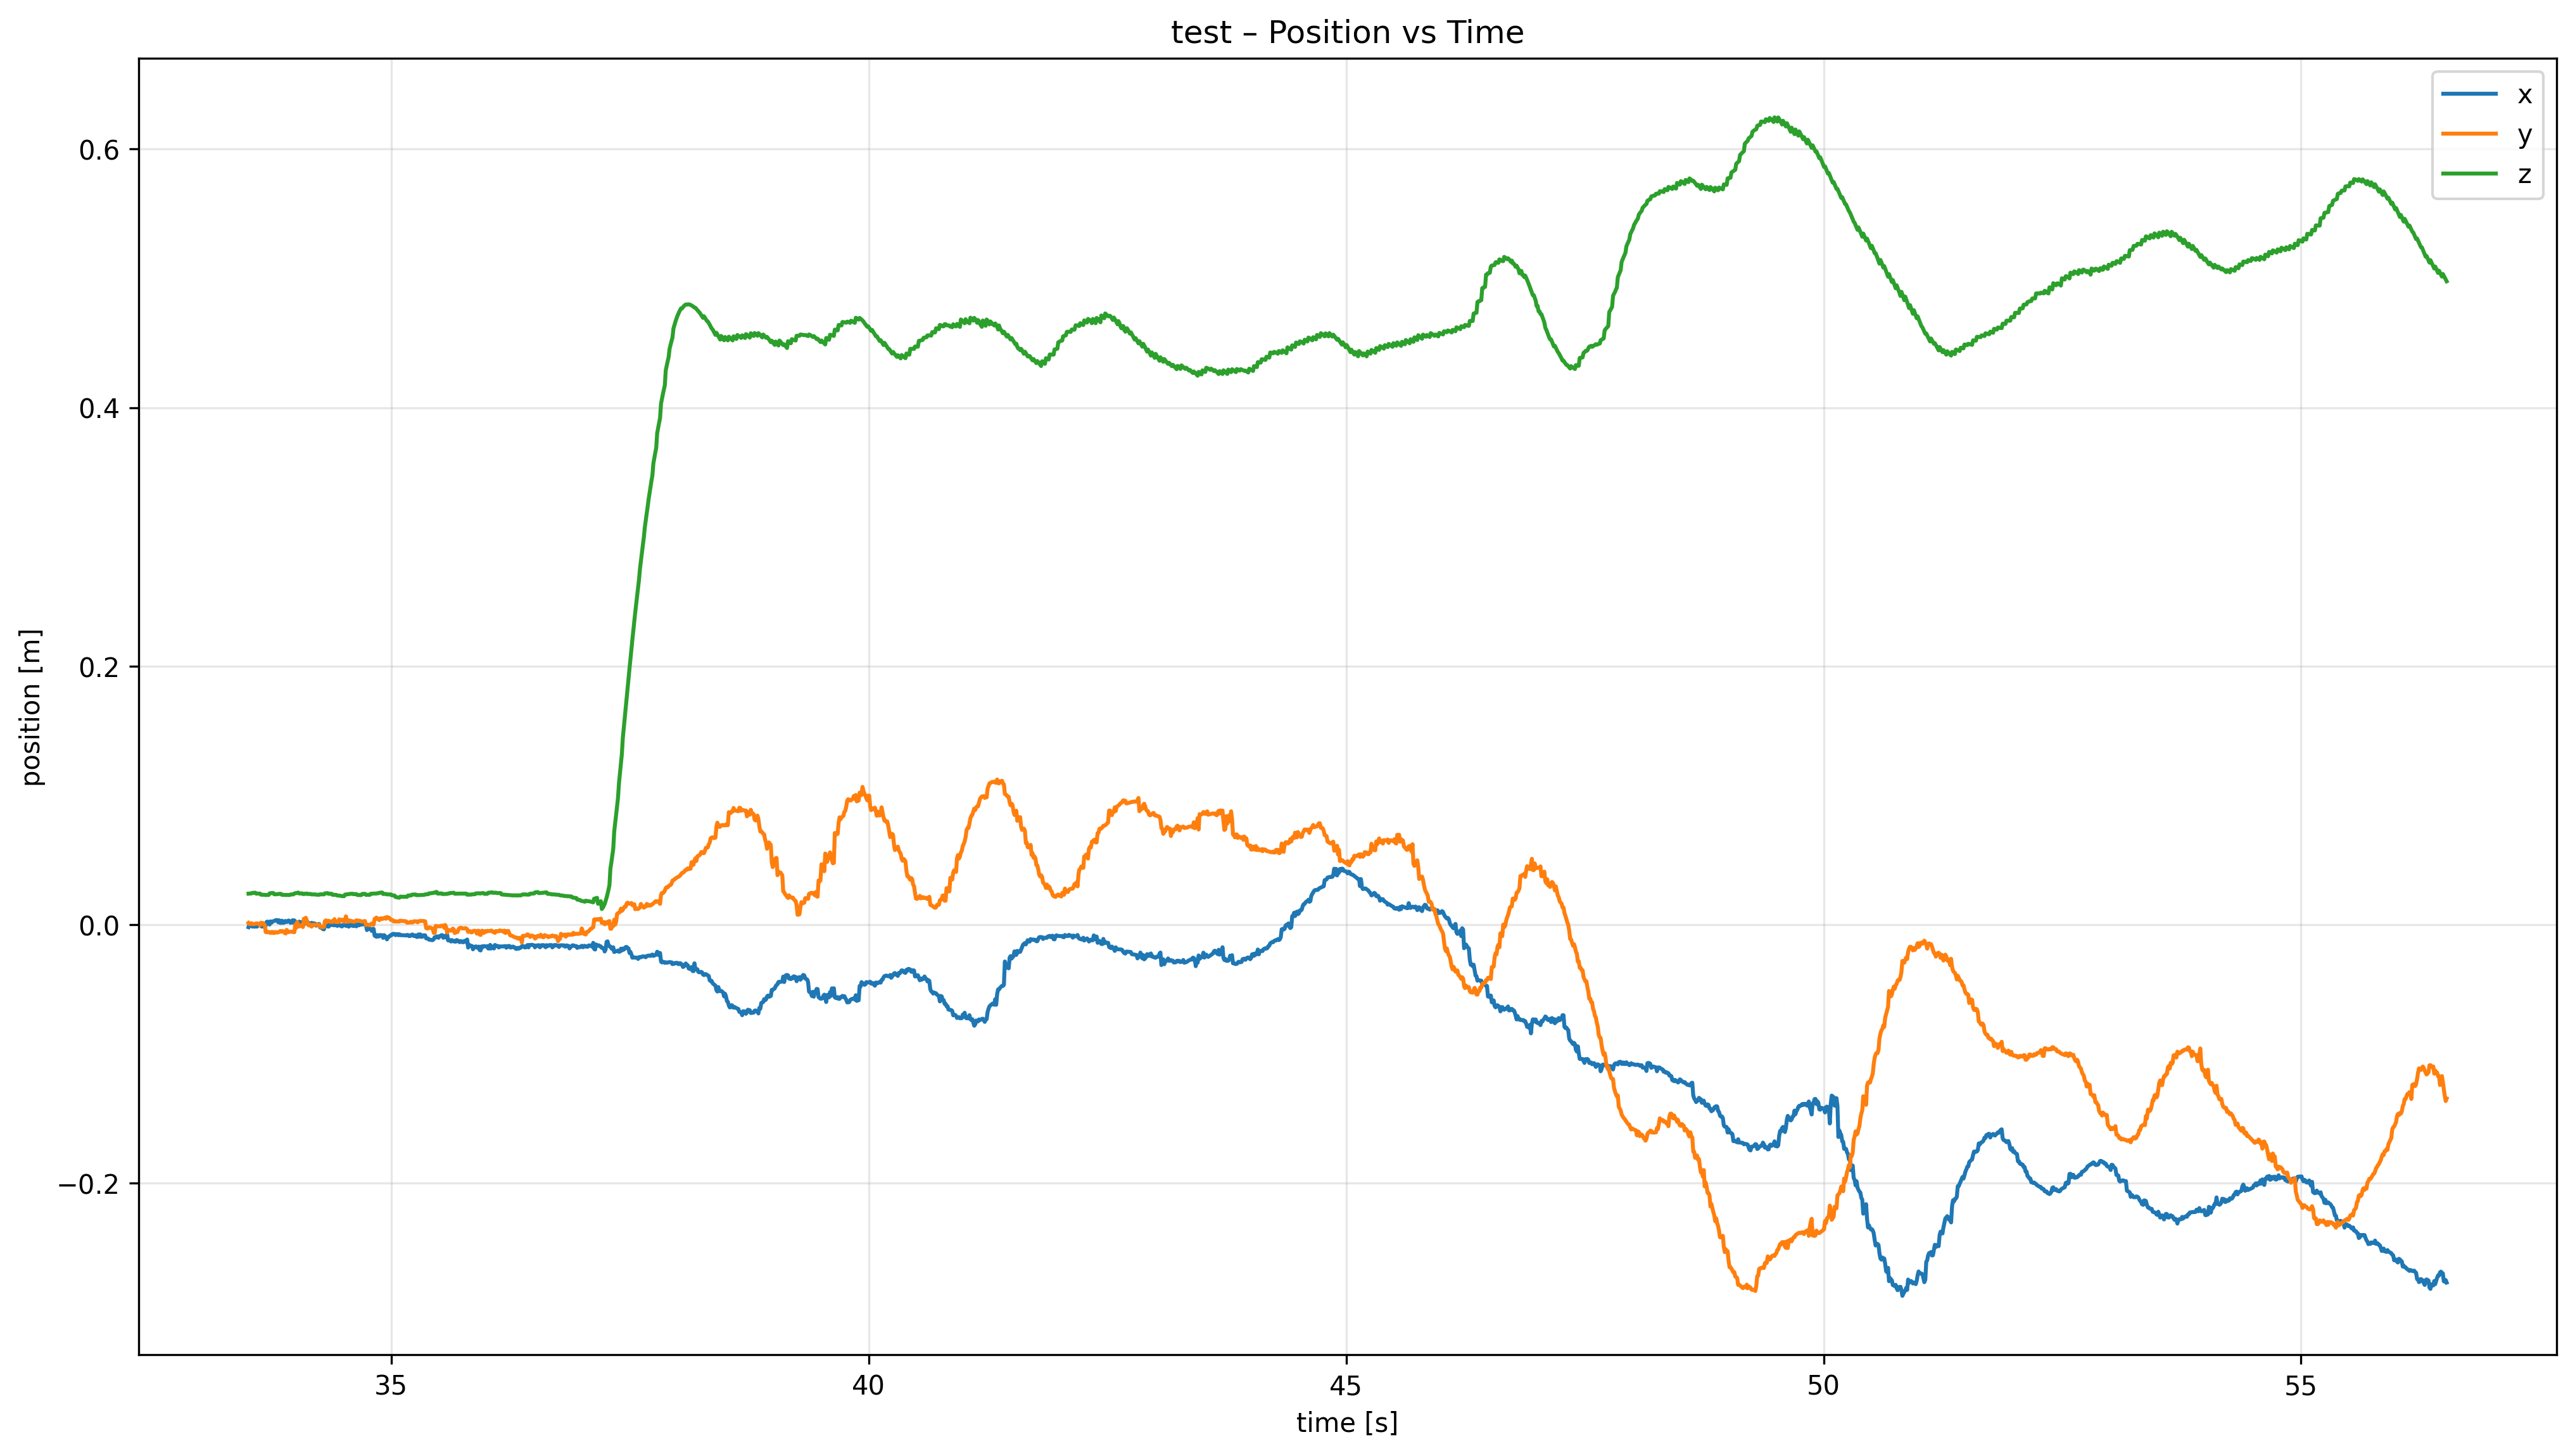 test – Position vs Time
x
y
z
0.6
0.4
0.2
0.0
−0.2
position [m]
35
40
45
50
55
time [s]